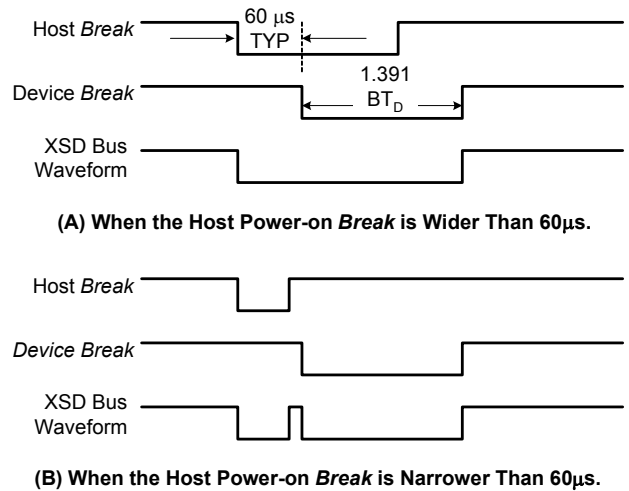 60 μs
Host Break
TYP
1.391
Device Break
BT_D
XSD Bus
Waveform
(A) When the Host Power-on Break is Wider Than 60μs.
Host Break
Device Break
XSD Bus
Waveform
(B) When the Host Power-on Break is Narrower Than 60μs.